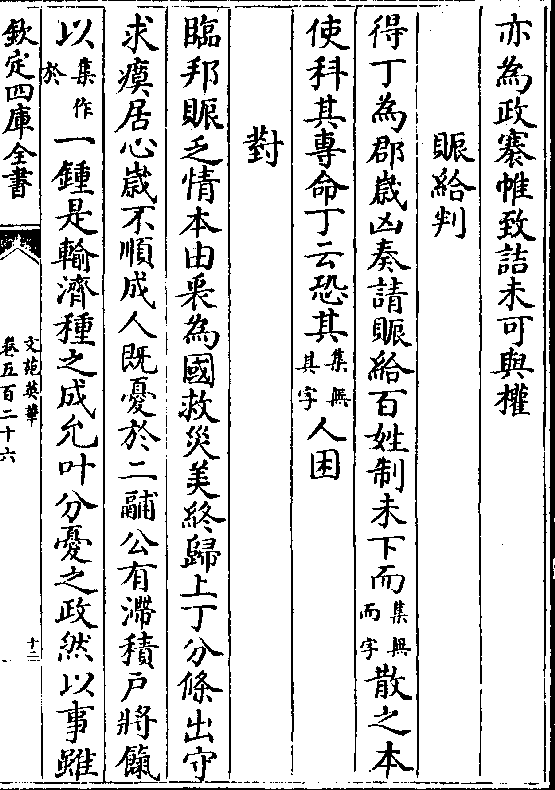 亦為政褰帷致詰未可與權
賑給判
得丁為郡歲凶奏請賑給百姓制未下而集無而字散之本
使科其專命丁云恐其集無其字人困
對
臨邦賑乏情本由衷為國救災美終歸上丁分條出守
求瘼居心歲不順成人既憂於二鬴公有滯積戶將餼
以集作於一鍾是輸濟種之成允叶分憂之政然以事雖
欽定四庫全書
文苑英華
卷五百二十六
十二